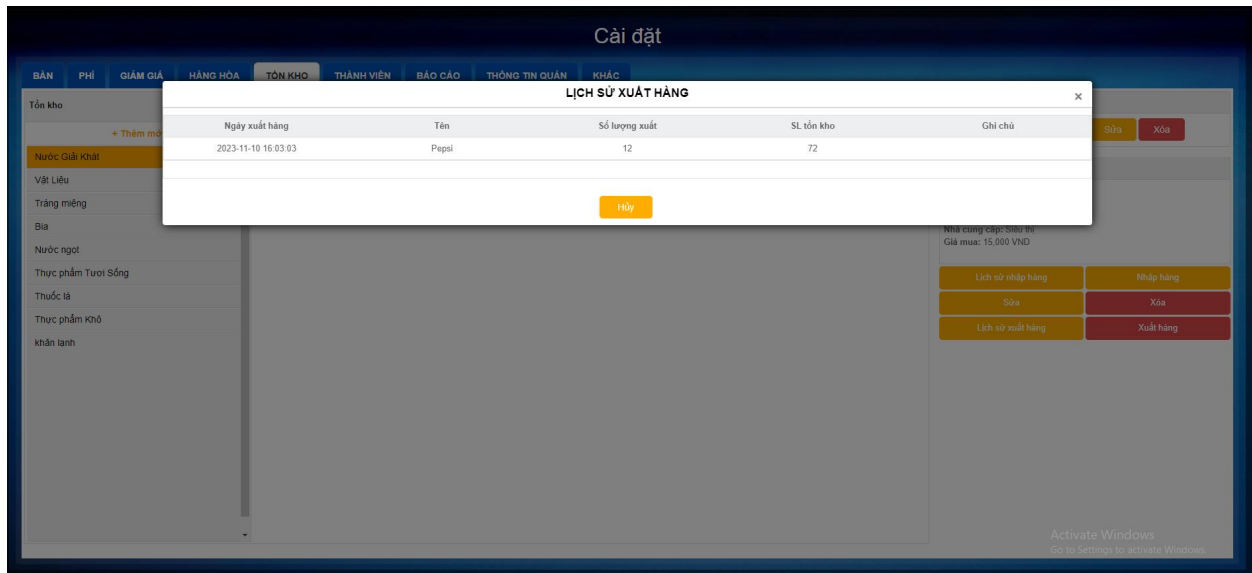 Cài đặt
BÀN PHÍ GIẢM GIÁ HÀNG HÓA TỒN KHO THÀNH VIÊN BÁO CÁO THÔNG TIN QUÁN KHÁC
LỊCH SỬ XUẤT HÀNG ×
Tồn kho
Ngày xuất hàng Tên Số lượng xuất SL tồn kho Ghi chú
+ Thêm mớ Sửa Xóa
2023-11-10 16:03:03 Pepsi 12 72
Nước Giải Khát
Vật Liệu
Tráng miệng
Hủy
Bia
Nhà cung cấp: Siêu thi
Nước ngọt
Giá mua: 15,000 VND
Thực phẩm Tươi Sống
Lịch sử nhập hàng Nhập hàng
Thuốc lá
Sửa Xóa
Thực phẩm Khô
Lịch sử xuất hàng Xuất hàng
khăn lạnh
Activate Windows
Go to Settings to activate Windows.